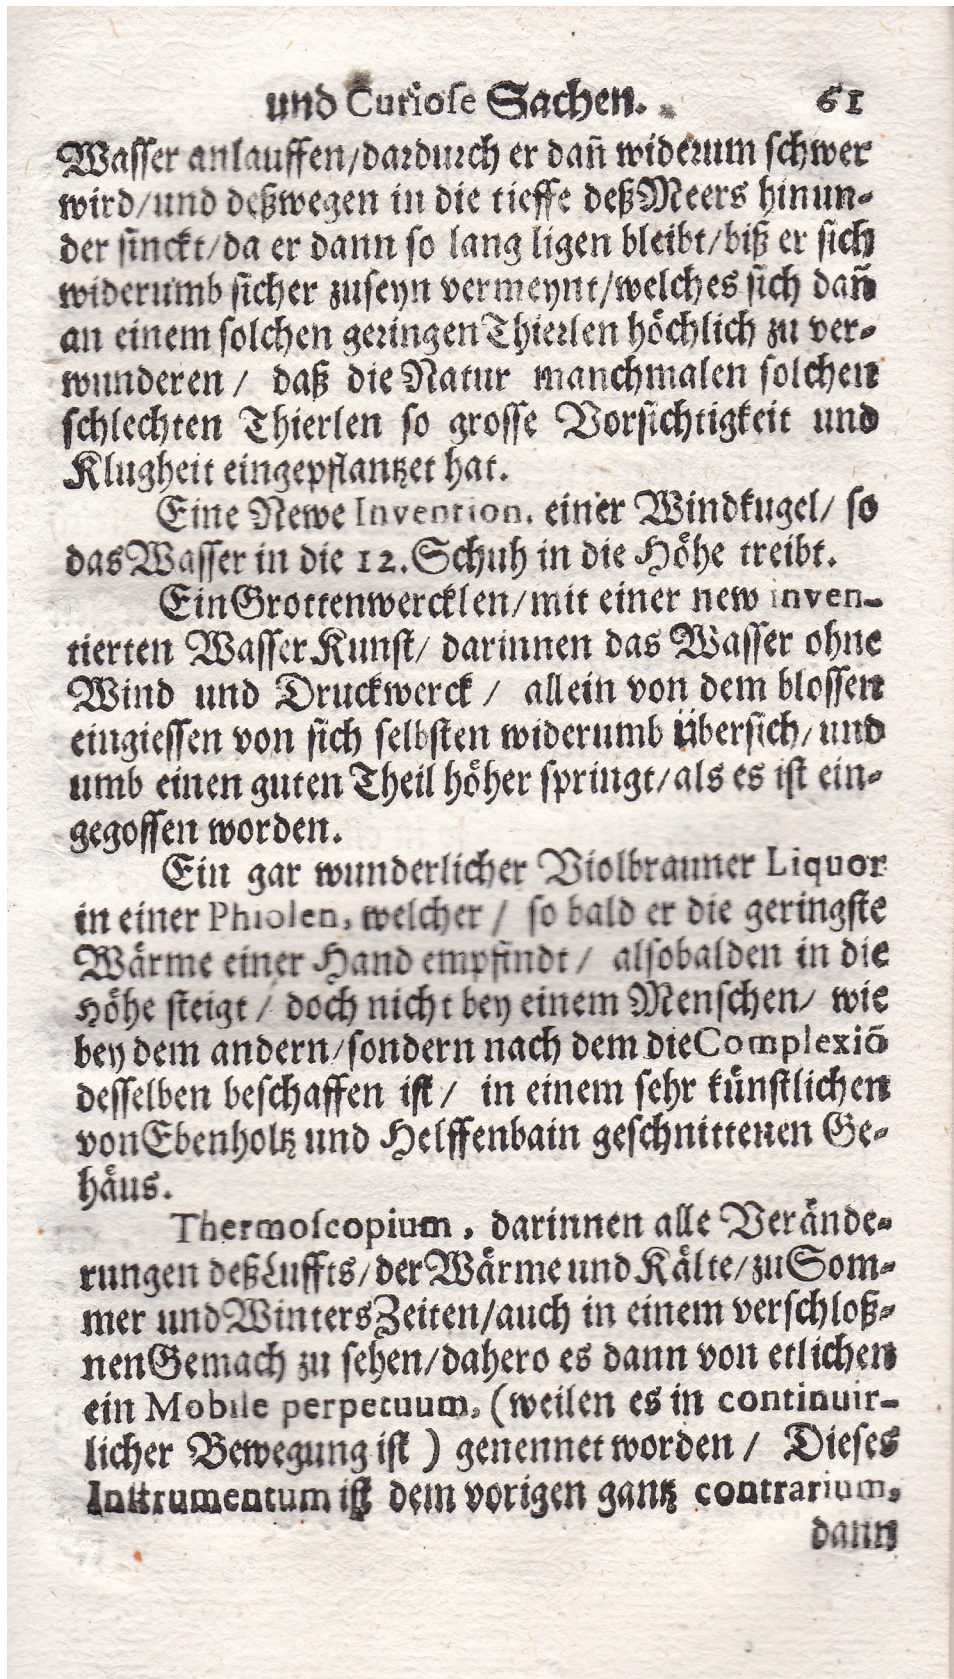 und Curioſe Sachen. 61
Waſſer anlauffen/dardurch er dañ widerum ſchwer
wird/und deßwegen in die tieffe deß Meers hinun-
der ſinckt/da er dann ſo lang ligen bleibt/biß er ſich
widerumb ſicher zuſeyn vermeynt/welches ſich dañ
an einem ſolchen geringen Thierlen höchlich zu ver-
wunderen / daß die Natur manchmalen ſolchen
ſchlechten Thierlen ſo groſſe Vorſichtigkeit und
Klugheit eingepflantzet hat.
Eine Newe Invention, einer Windkugel/ ſo
das Waſſer in die 12. Schuh in die Höhe treibt.
Ein Grottenwercklen/mit einer new inven-
tierten Waſſer Kunſt/ darinnen das Waſſer ohne
Wind und Druckwerck / allein von dem bloſſen
eingieſſen von ſich ſelbſten widerumb Überſich/ und
umb einen guten Theil höher ſpringt/als es iſt ein-
gegoſſen worden.
Ein gar wunderlicher Violbrauner Liquor
in einer Phiolen, welcher / ſo bald er die geringſte
Wärme einer Hand empfindt / alſobalden in die
Höhe ſteigt / doch nicht bey einem Menſchen/ wie
bey dem andern/ſondern nach dem die Complexiō
deſſelben beſchaffen iſt / in einem ſehr künſtlichen
von Ebenholtz und Helffenbain geſchnittenen Ge-
häus.
Thermoſcopium, darinnen alle Verände-
rungen deß Luffts/der Wärme und Kälte/zu Som-
mer und Winters Zeiten/auch in einem verſchloß-
nen Gemach zu ſehen/dahero es dann von etlichen
ein Mobile perpetuum, (weilen es in continuir-
licher Bewegung iſt ) genennet worden / Dieſes
Inſtrumentum iſt dem vorigen gantz contrarium,
dann